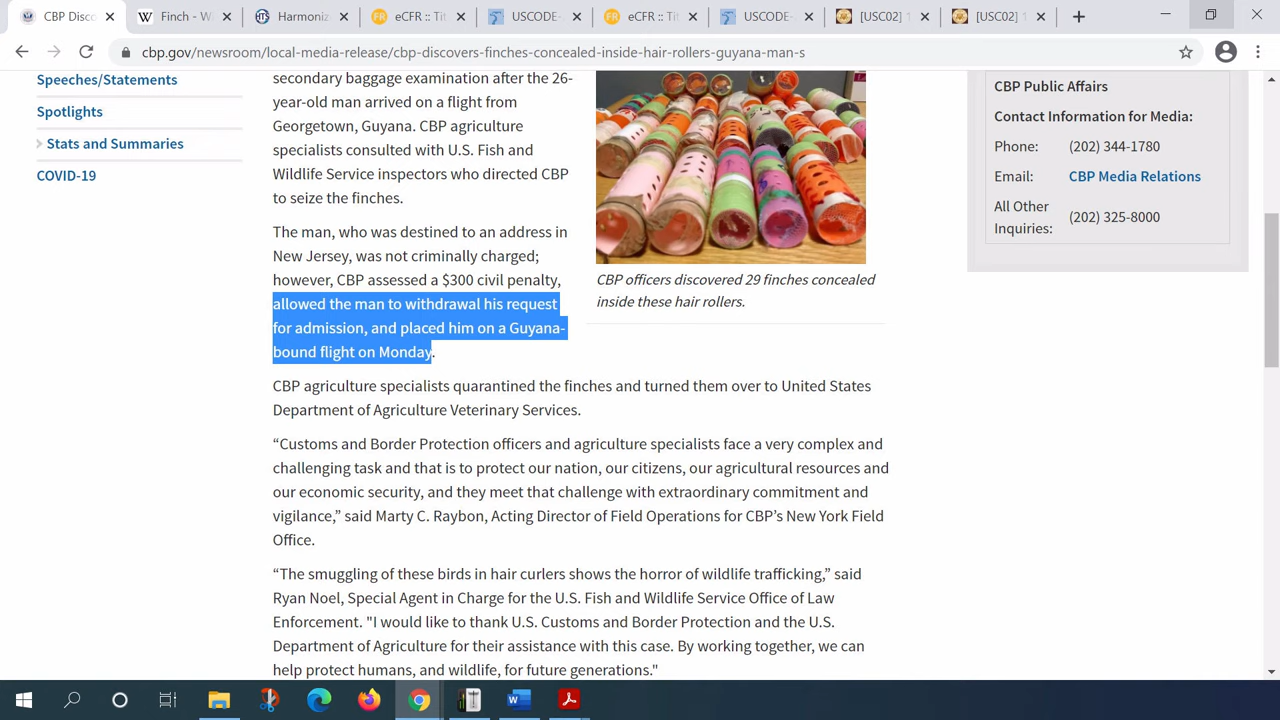 CBP Disco
Finch - W
Harmoniz
eCFR :: Tit
USCODE-
eCFR :: Tit
USCODE-
[USC02] 1
[USC02] 1
cbp.gov/newsroom/local-media-release/cbp-discovers-finches-concealed-inside-hair-rollers-guyana-man-s
Speeches/Statements
Spotlights
Stats and Summaries
COVID-19
secondary baggage examination after the 26-
year-old man arrived on a flight from
Georgetown, Guyana. CBP agriculture
specialists consulted with U.S. Fish and
Wildlife Service inspectors who directed CBP
to seize the finches.
The man, who was destined to an address in
New Jersey, was not criminally charged;
however, CBP assessed a $300 civil penalty,
allowed the man to withdrawal his request
for admission, and placed him on a Guyana-
bound flight on Monday.
CBP officers discovered 29 finches concealed
inside these hair rollers.
CBP agriculture specialists quarantined the finches and turned them over to United States
Department of Agriculture Veterinary Services.
“Customs and Border Protection officers and agriculture specialists face a very complex and
challenging task and that is to protect our nation, our citizens, our agricultural resources and
our economic security, and they meet that challenge with extraordinary commitment and
vigilance,” said Marty C. Raybon, Acting Director of Field Operations for CBP’s New York Field
Office.
“The smuggling of these birds in hair curlers shows the horror of wildlife trafficking,” said
Ryan Noel, Special Agent in Charge for the U.S. Fish and Wildlife Service Office of Law
Enforcement. "I would like to thank U.S. Customs and Border Protection and the U.S.
Department of Agriculture for their assistance with this case. By working together, we can
help protect humans, and wildlife, for future generations."
CBP Public Affairs
Contact Information for Media:
Phone: (202) 344-1780
Email: CBP Media Relations
All Other
Inquiries: (202) 325-8000